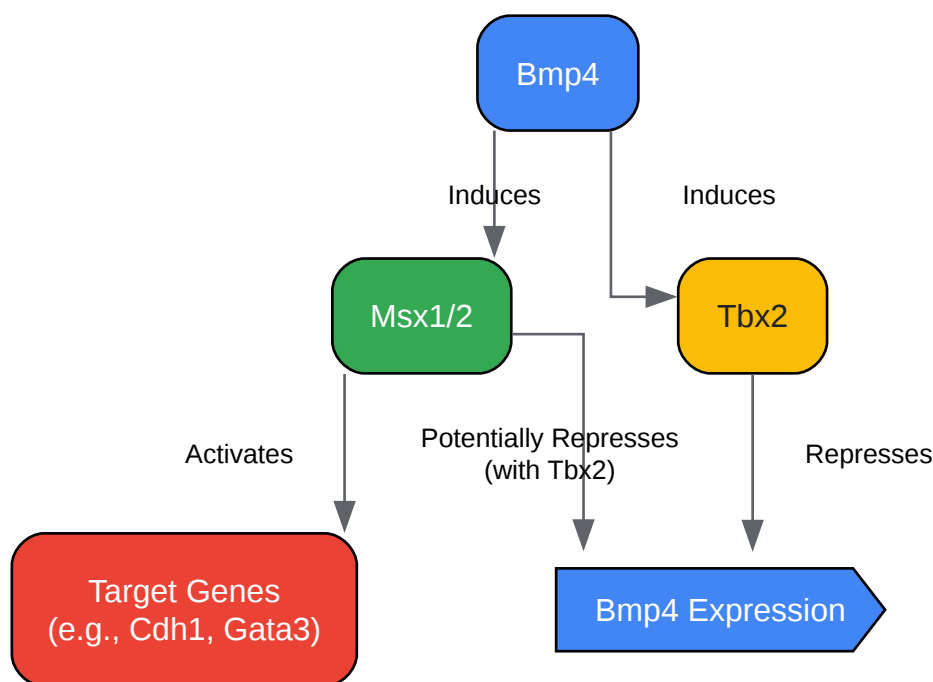 Bmp4
Induces
Induces
Msx1/2
Tbx2
Activates
Potentially Represses
(with Tbx2)
Represses
Target Genes
(e.g., Cdh1, Gata3)
Bmp4 Expression